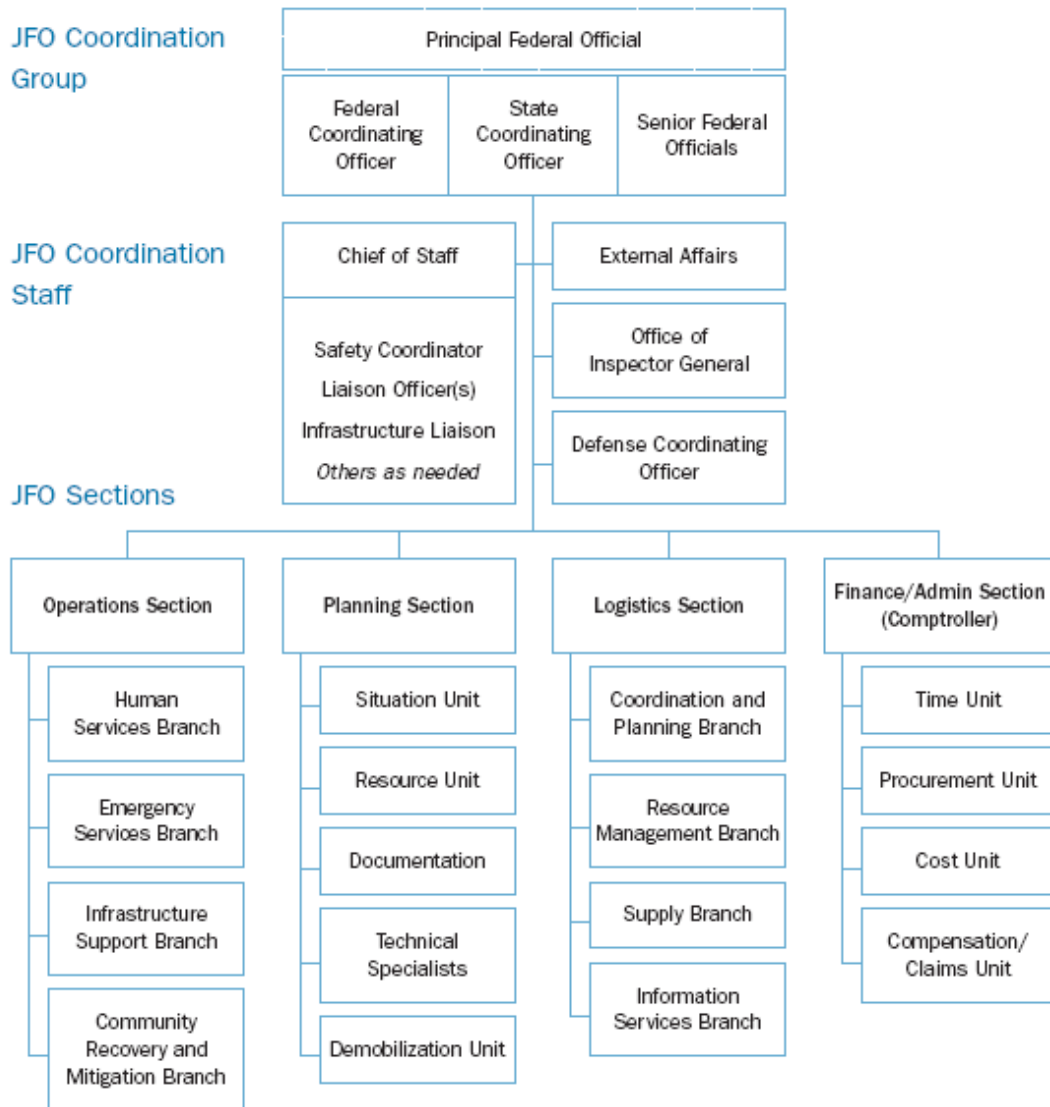 JFO Coordination
Group
Principal Federal Official
Federal
Coordinating
Officer
State
Coordinating
Officer
Senior Federal
Officials
JFO Coordination
Staff
Chief of Staff
Safety Coordinator
Liaison Officer(s)
Infrastructure Liaison
Others as needed
External Affairs
Office of
Inspector General
Defense Coordinating
Officer
JFO Sections
Operations Section
Human
Services Branch
Emergency
Services Branch
Infrastructure
Support Branch
Community
Recovery and
Mitigation Branch
Planning Section
Situation Unit
Resource Unit
Documentation
Technical
Specialists
Demobilization Unit
Logistics Section
Coordination and
Planning Branch
Resource
Management Branch
Supply Branch
Information
Services Branch
Finance/Admin Section
(Comptroller)
Time Unit
Procurement Unit
Cost Unit
Compensation/
Claims Unit